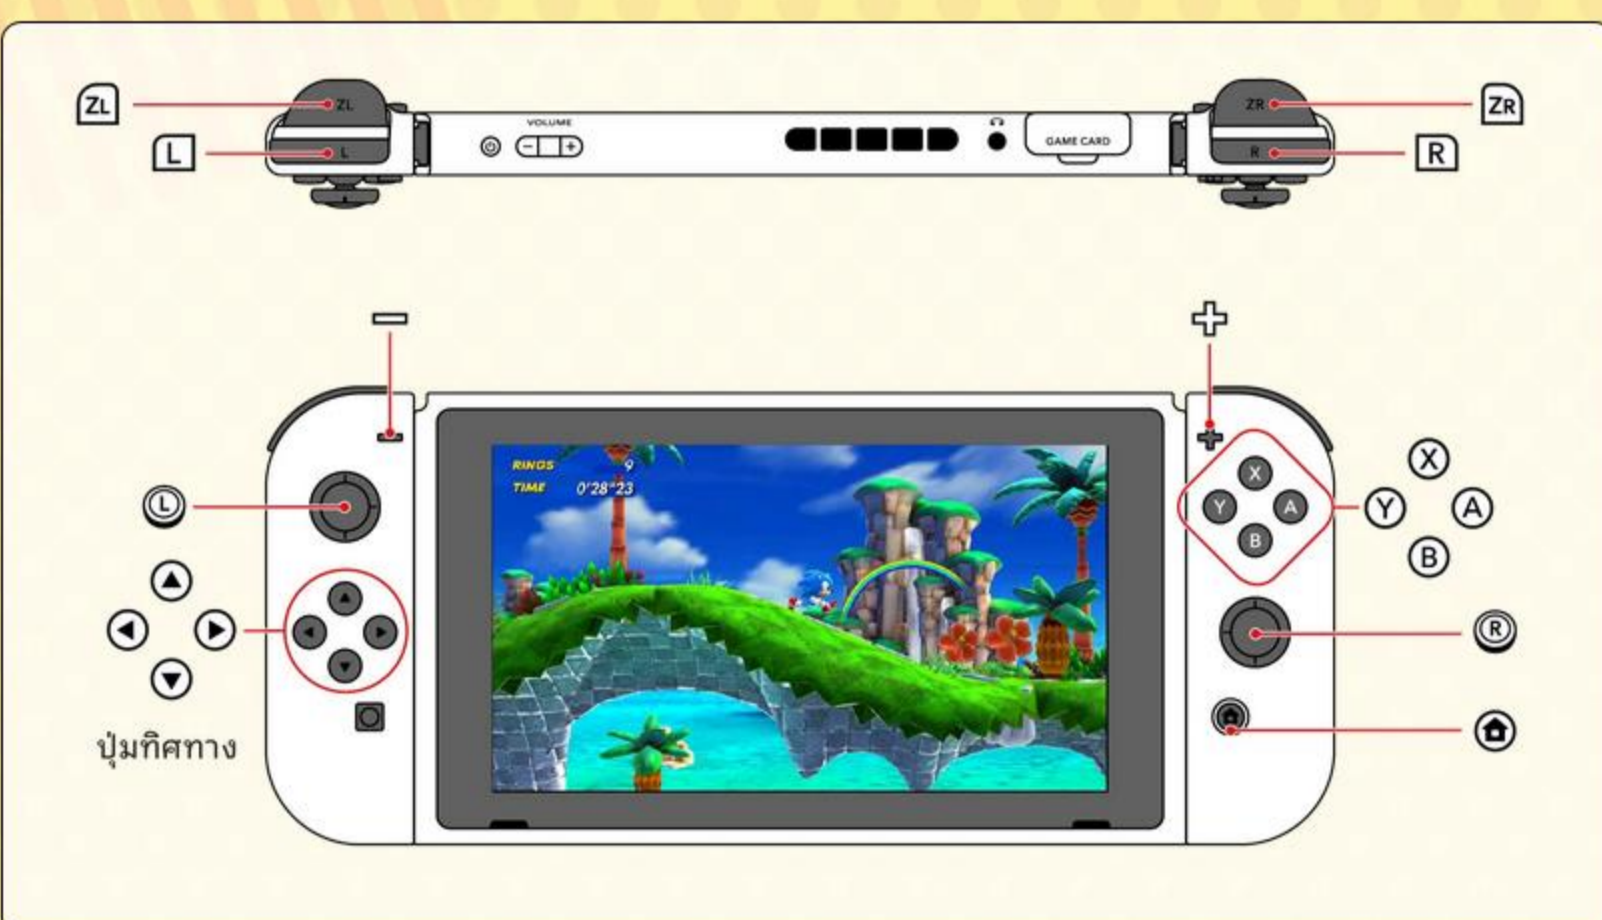 ZL
ZL
ZR
ZR
VOLUME
L
L
GAME CARD
R
R
RINGS 9
TIME 0'28"23
X
X
L
Y
A
Y
A
B
B
R
ปุ่มทิศทาง